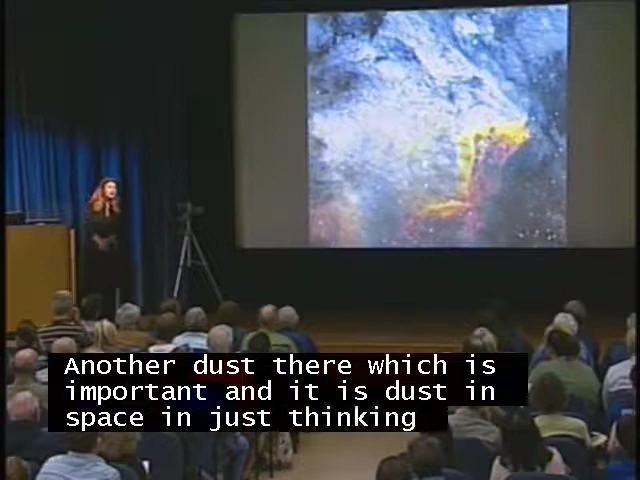 Another dust there which is
important and it is dust in
space in just thinking